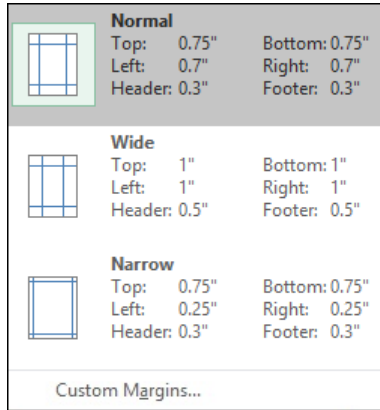 Normal
Top: 0.75" Bottom: 0.75"
Left: 0.7" Right: 0.7"
Header: 0.3" Footer: 0.3"
Wide
Top: 1" Bottom: 1"
Left: 1" Right: 1"
Header: 0.5" Footer: 0.5"
Narrow
Top: 0.75" Bottom: 0.75"
Left: 0.25" Right: 0.25"
Header: 0.3" Footer: 0.3"
Custom Margins...